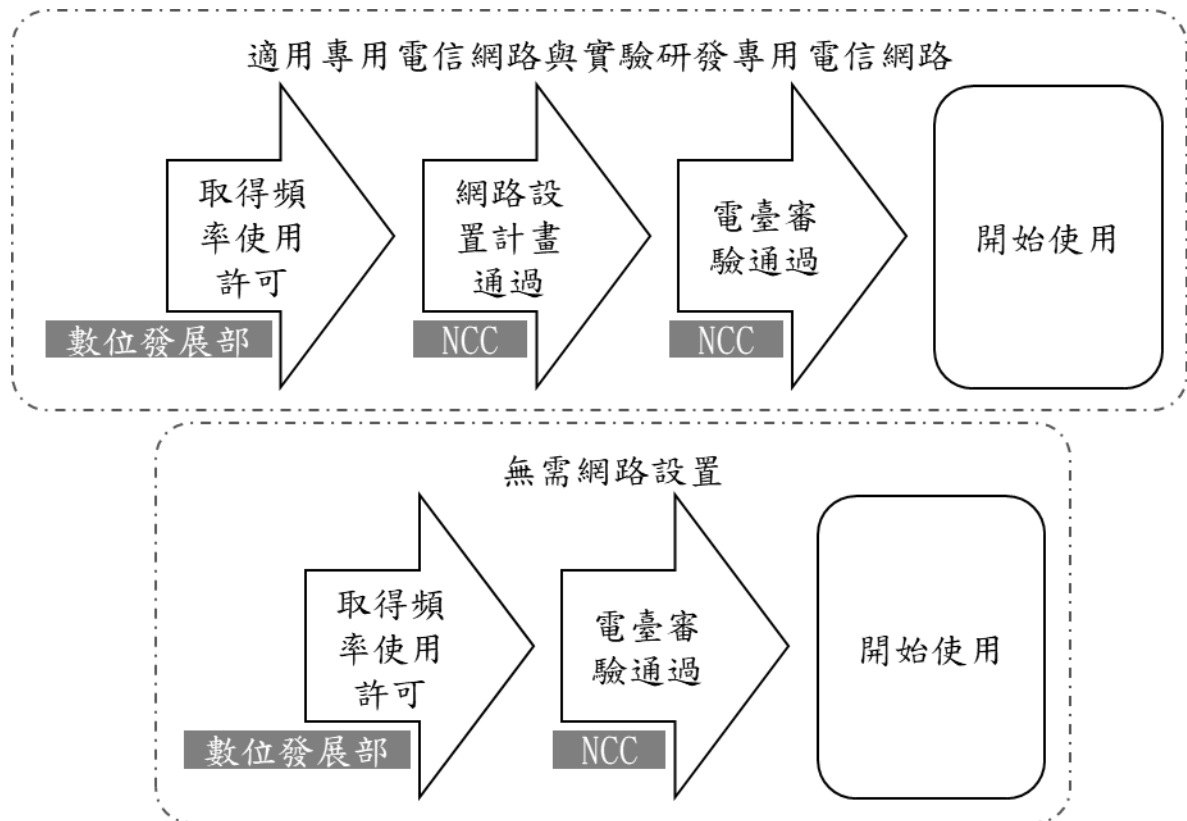 適用專用電信網路與實驗研發專用電信網路
取得頻
率使用
許可
數位發展部
網路設
置計畫
通過
NCC
電臺審
驗通過
NCC
開始使用
無需網路設置
取得頻
率使用
許可
數位發展部
電臺審
驗通過
NCC
開始使用